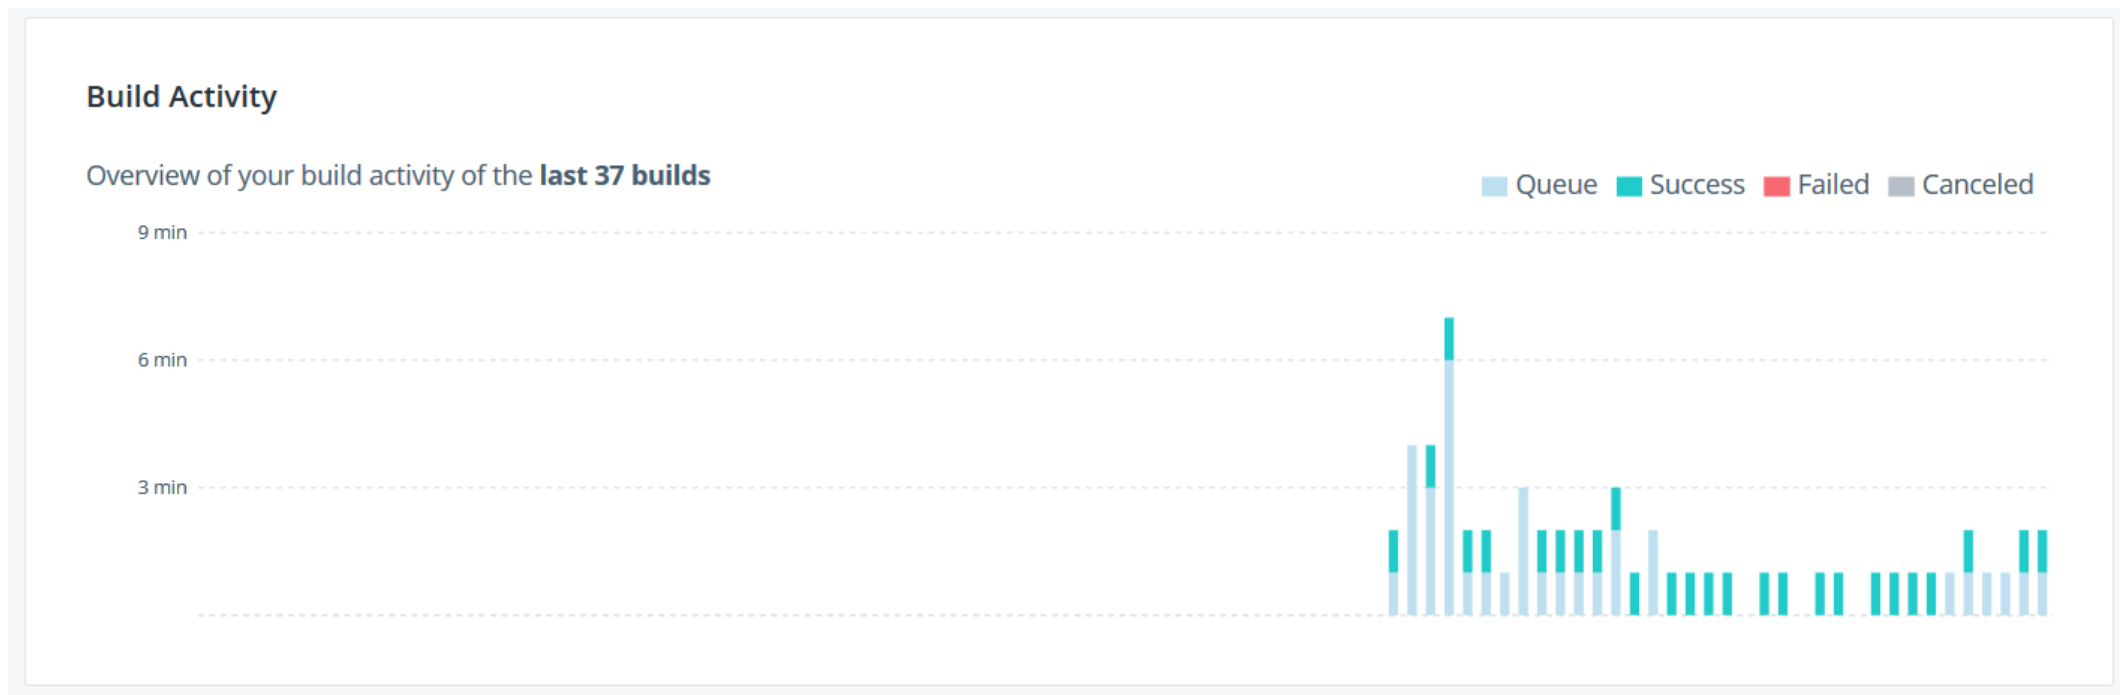 Build Activity
Overview of your build activity of the last 37 builds
Queue Success Failed Canceled
9 min
6 min
3 min